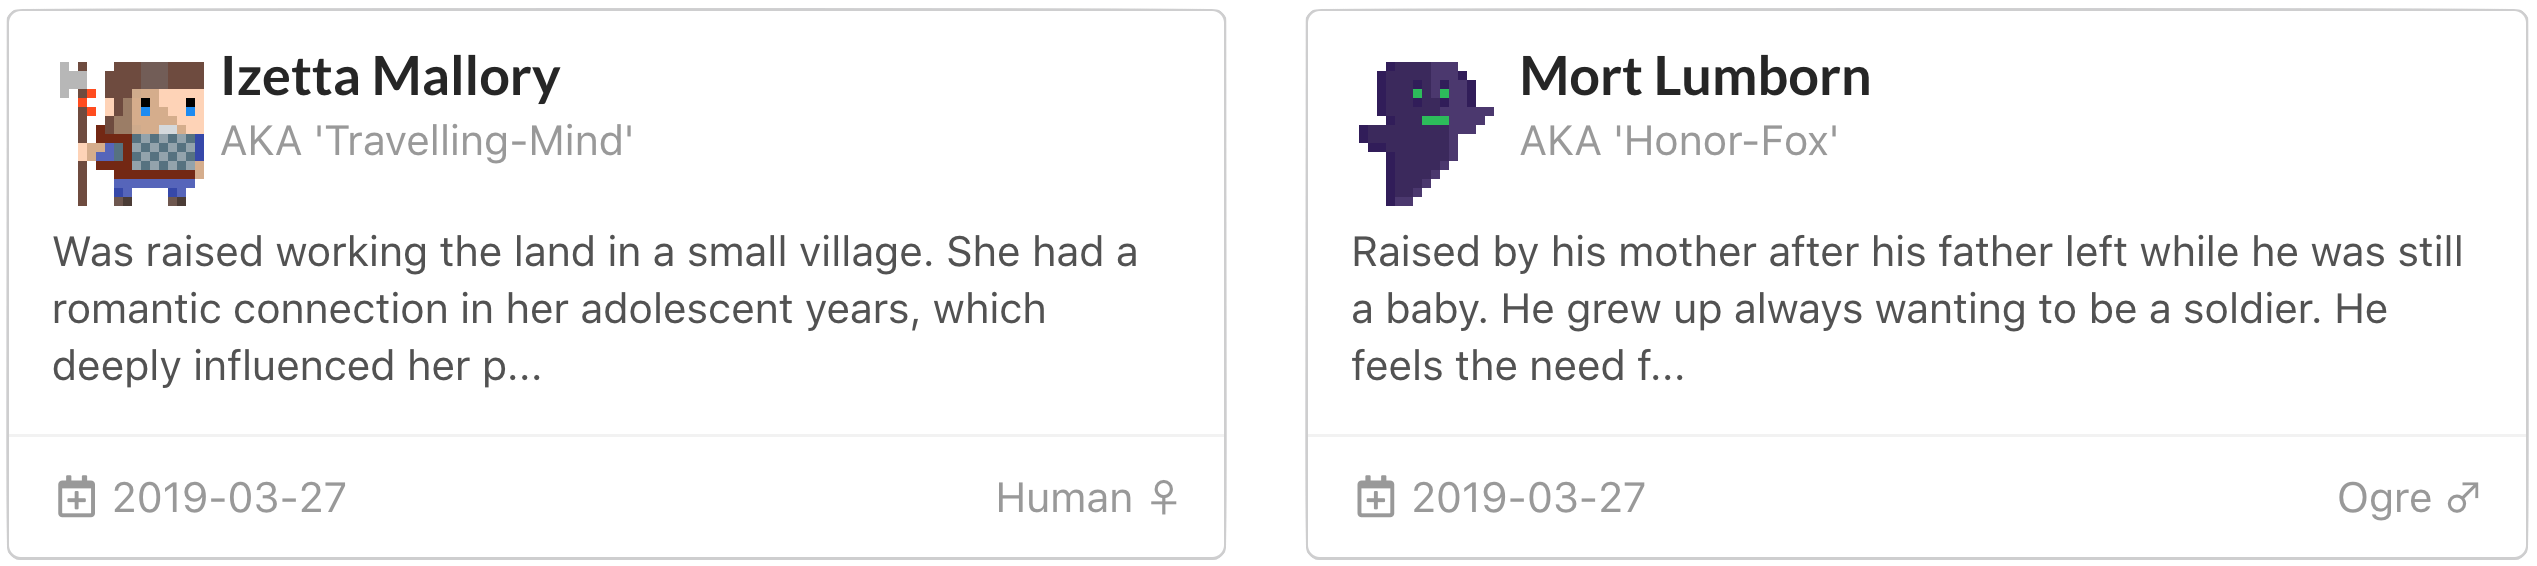 Izetta Mallory
AKA 'Travelling-Mind'
Was raised working the land in a small village. She had a
romantic connection in her adolescent years, which
deeply influenced her p...
2019-03-27
Human ♀
Mort Lumborn
AKA 'Honor-Fox'
Raised by his mother after his father left while he was still
a baby. He grew up always wanting to be a soldier. He
feels the need f...
2019-03-27
Ogre ♂